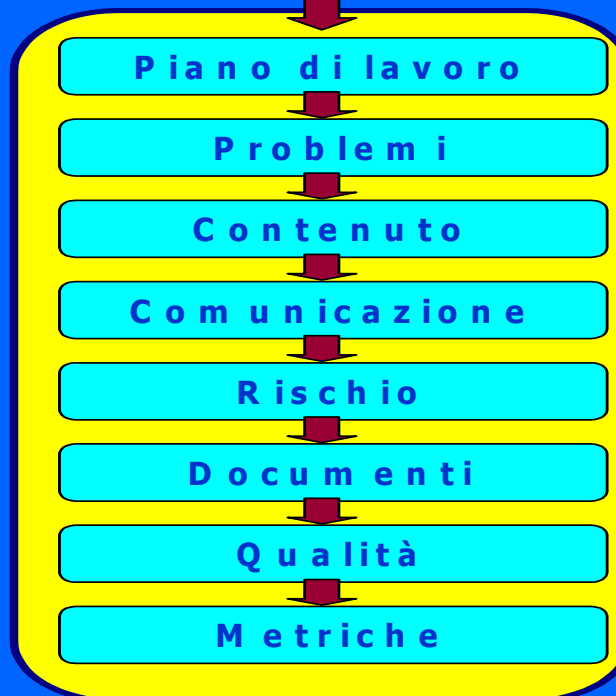 Piano di lavoro
Problemi
Contenuto
Comunicazione
Rischio
Documenti
Qualità
Metriche